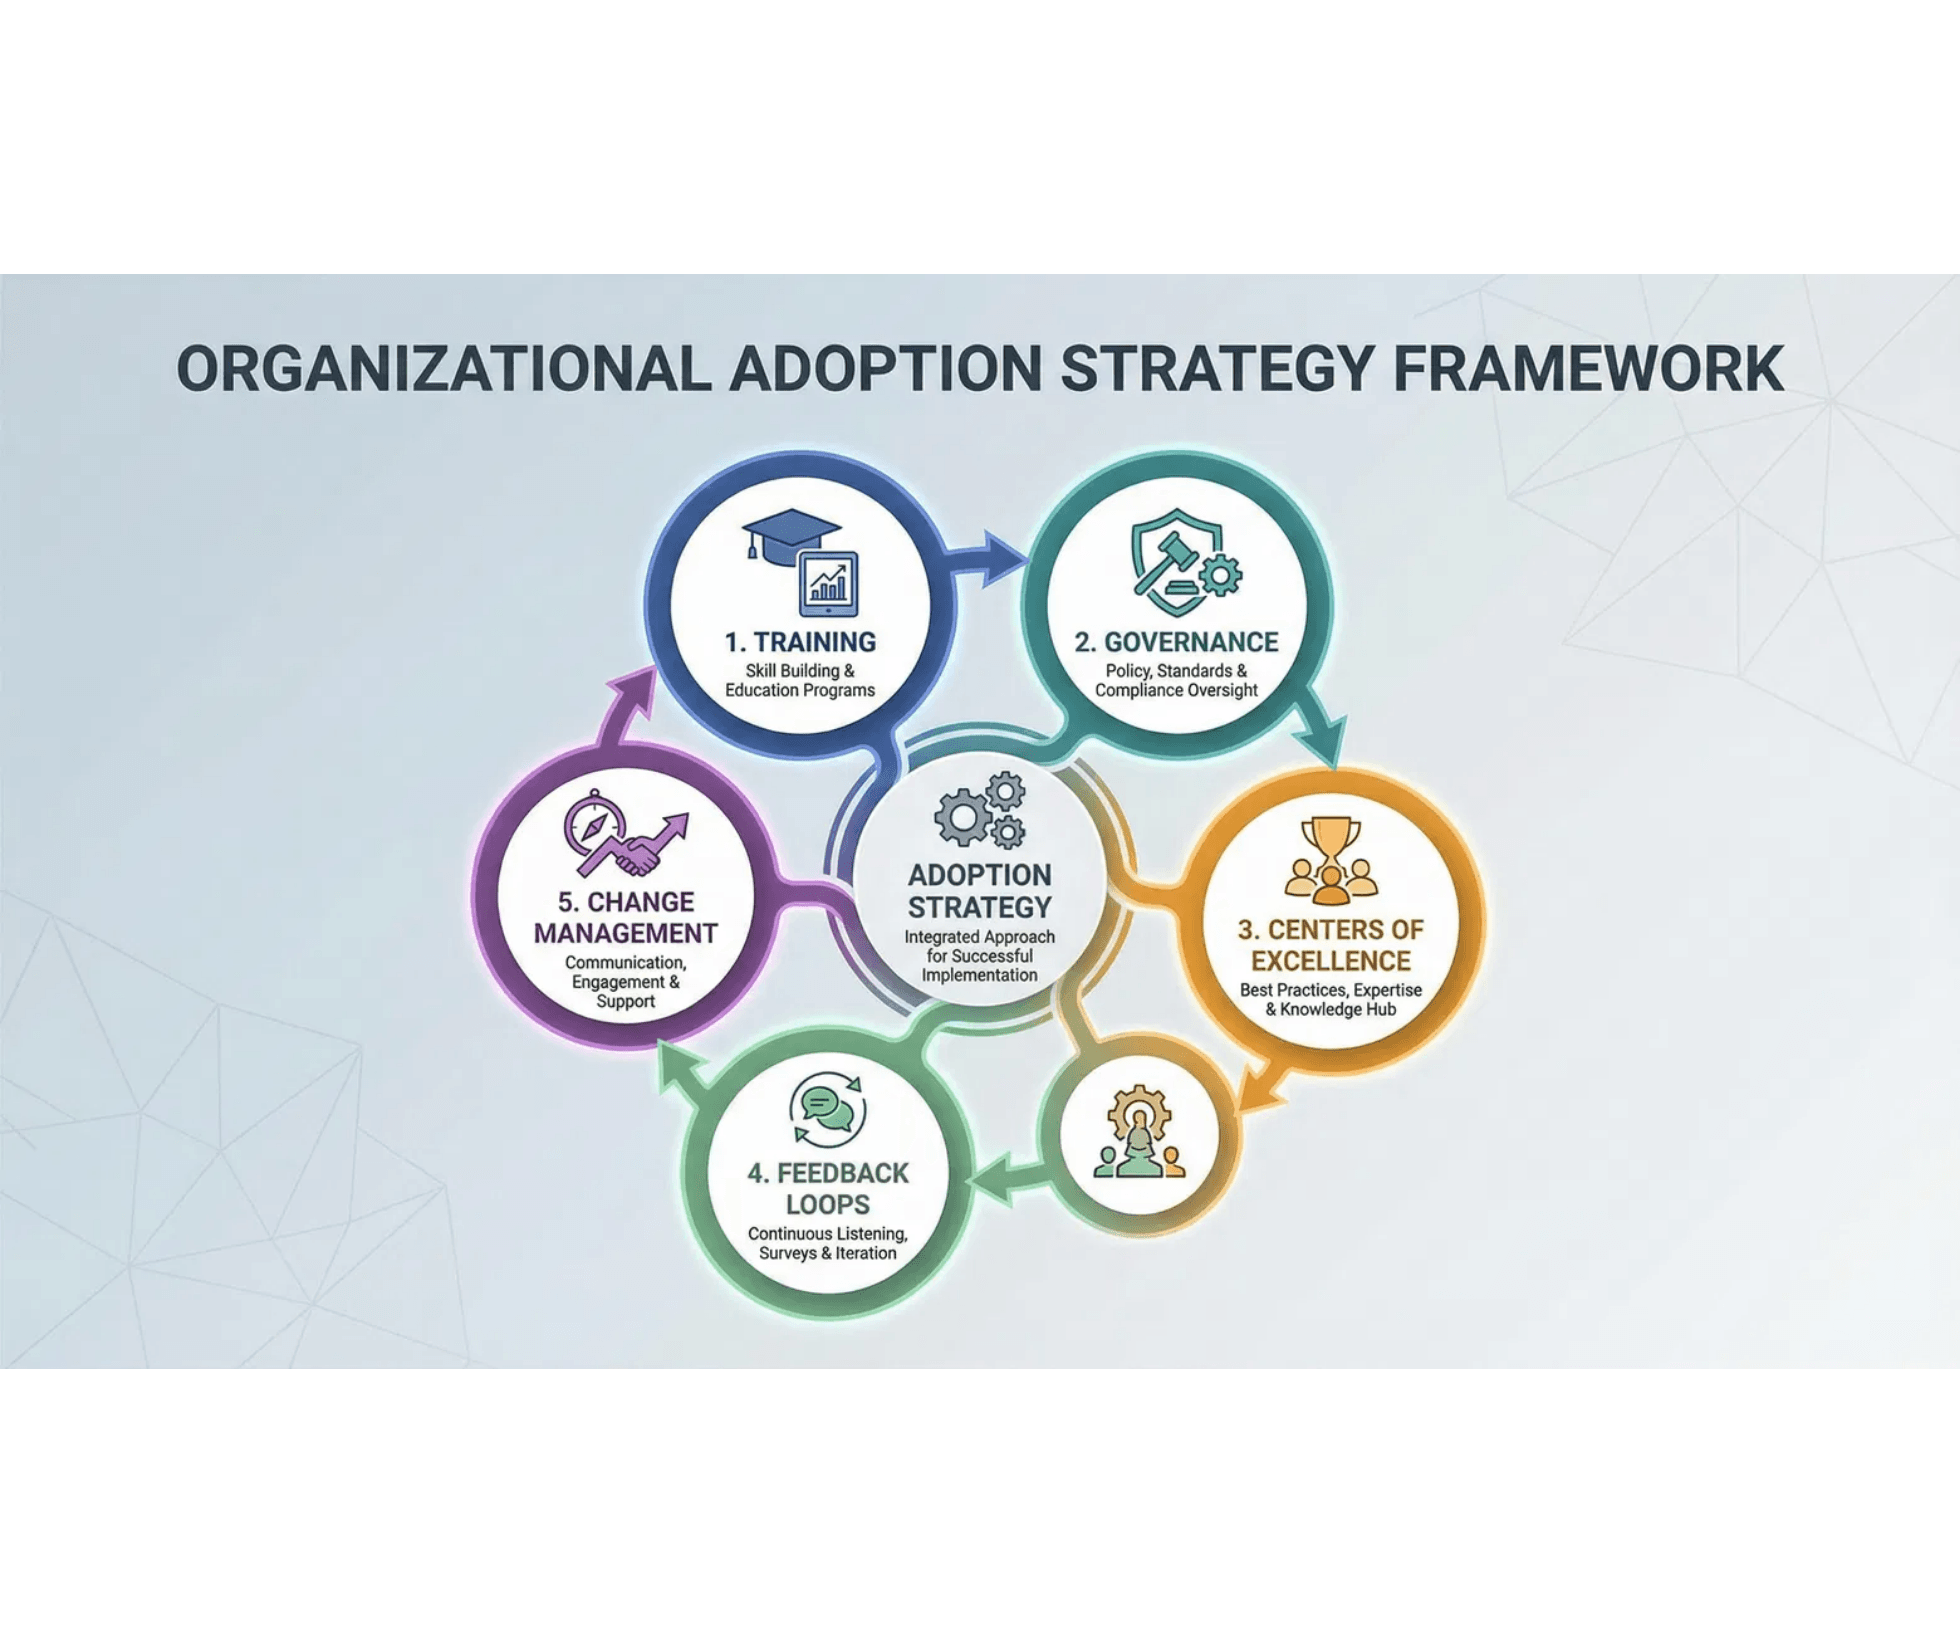 ORGANIZATIONAL ADOPTION STRATEGY FRAMEWORK
1. TRAINING
Skill Building &
Education Programs
2. GOVERNANCE
Policy, Standards &
Compliance Oversight
3. CENTERS OF
EXCELLENCE
Best Practices, Expertise
& Knowledge Hub
4. FEEDBACK
LOOPS
Continuous Listening,
Surveys & Iteration
5. CHANGE
MANAGEMENT
Communication,
Engagement &
Support
ADOPTION
STRATEGY
Integrated Approach
for Successful
Implementation